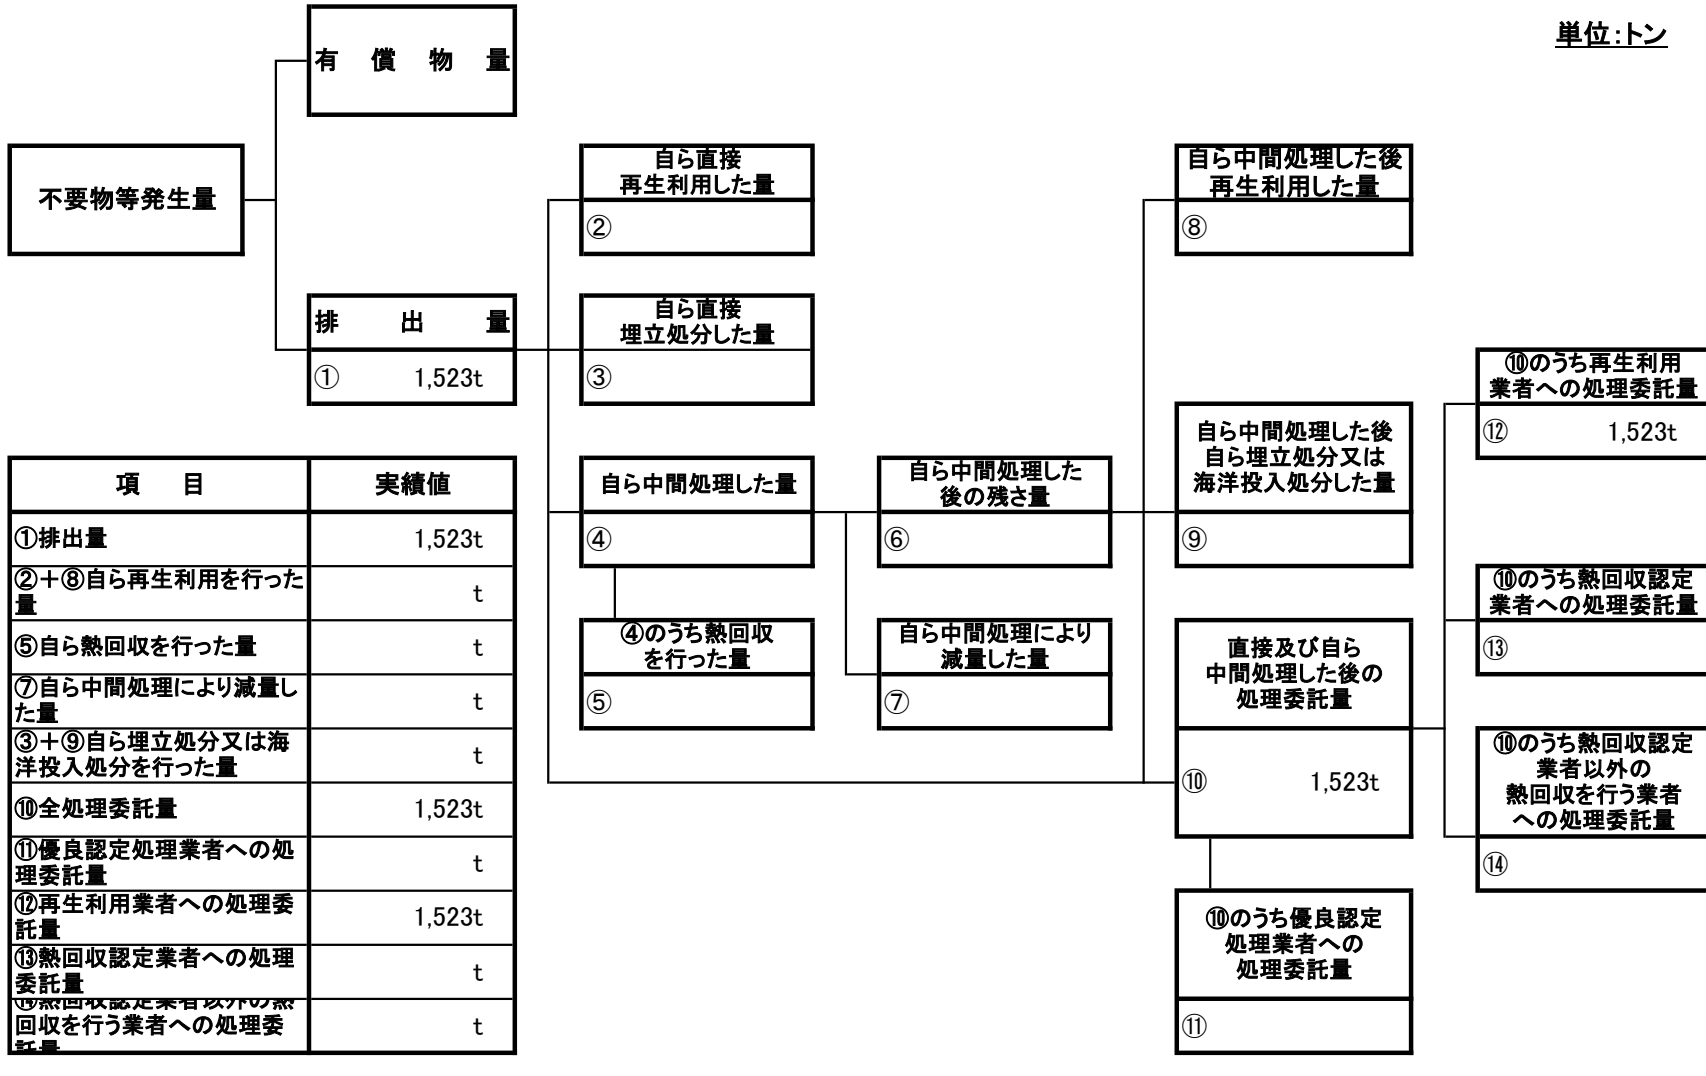 単位:トン
有償物量
不要物等発生量
排出量
① 1,523t
自ら直接
再生利用した量
②
自ら直接
埋立処分した量
③
自ら中間処理した量
④
④のうち熱回収
を行った量
⑤
自ら中間処理した
後の残さ量
⑥
自ら中間処理により
減量した量
⑦
自ら中間処理した後
再生利用した量
⑧
自ら中間処理した後
自ら埋立処分又は
海洋投入処分した量
⑨
直接及び自ら
中間処理した後の
処理委託量
⑩ 1,523t
⑩のうち優良認定
処理業者への
処理委託量
⑪
⑩のうち再生利用
業者への処理委託量
⑫ 1,523t
⑩のうち熱回収認定
業者への処理委託量
⑬
⑩のうち熱回収認定
業者以外の
熱回収を行う業者
への処理委託量
⑭
項目 実績値
①排出量 1,523t
②+⑧自ら再生利用を行った
量 t
⑤自ら熱回収を行った量 t
⑦自ら中間処理により減量し
た量 t
③+⑨自ら埋立処分又は海
洋投入処分を行った量 t
⑩全処理委託量 1,523t
⑪優良認定処理業者への処
理委託量 t
⑫再生利用業者への処理委
託量 1,523t
⑬熱回収認定業者への処理
委託量 t
⑭熱回収認定業者以外の熱
回収を行う業者への処理委
託量 t